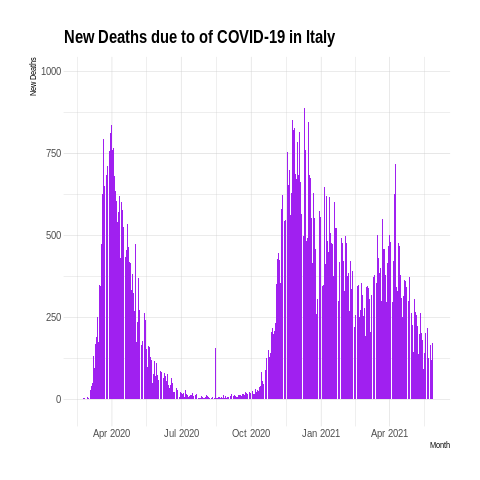 New Deaths due to of COVID-19 in Italy
New Deaths
1000
750
500
250
0
Apr 2020 Jul 2020 Oct 2020 Jan 2021 Apr 2021
Month